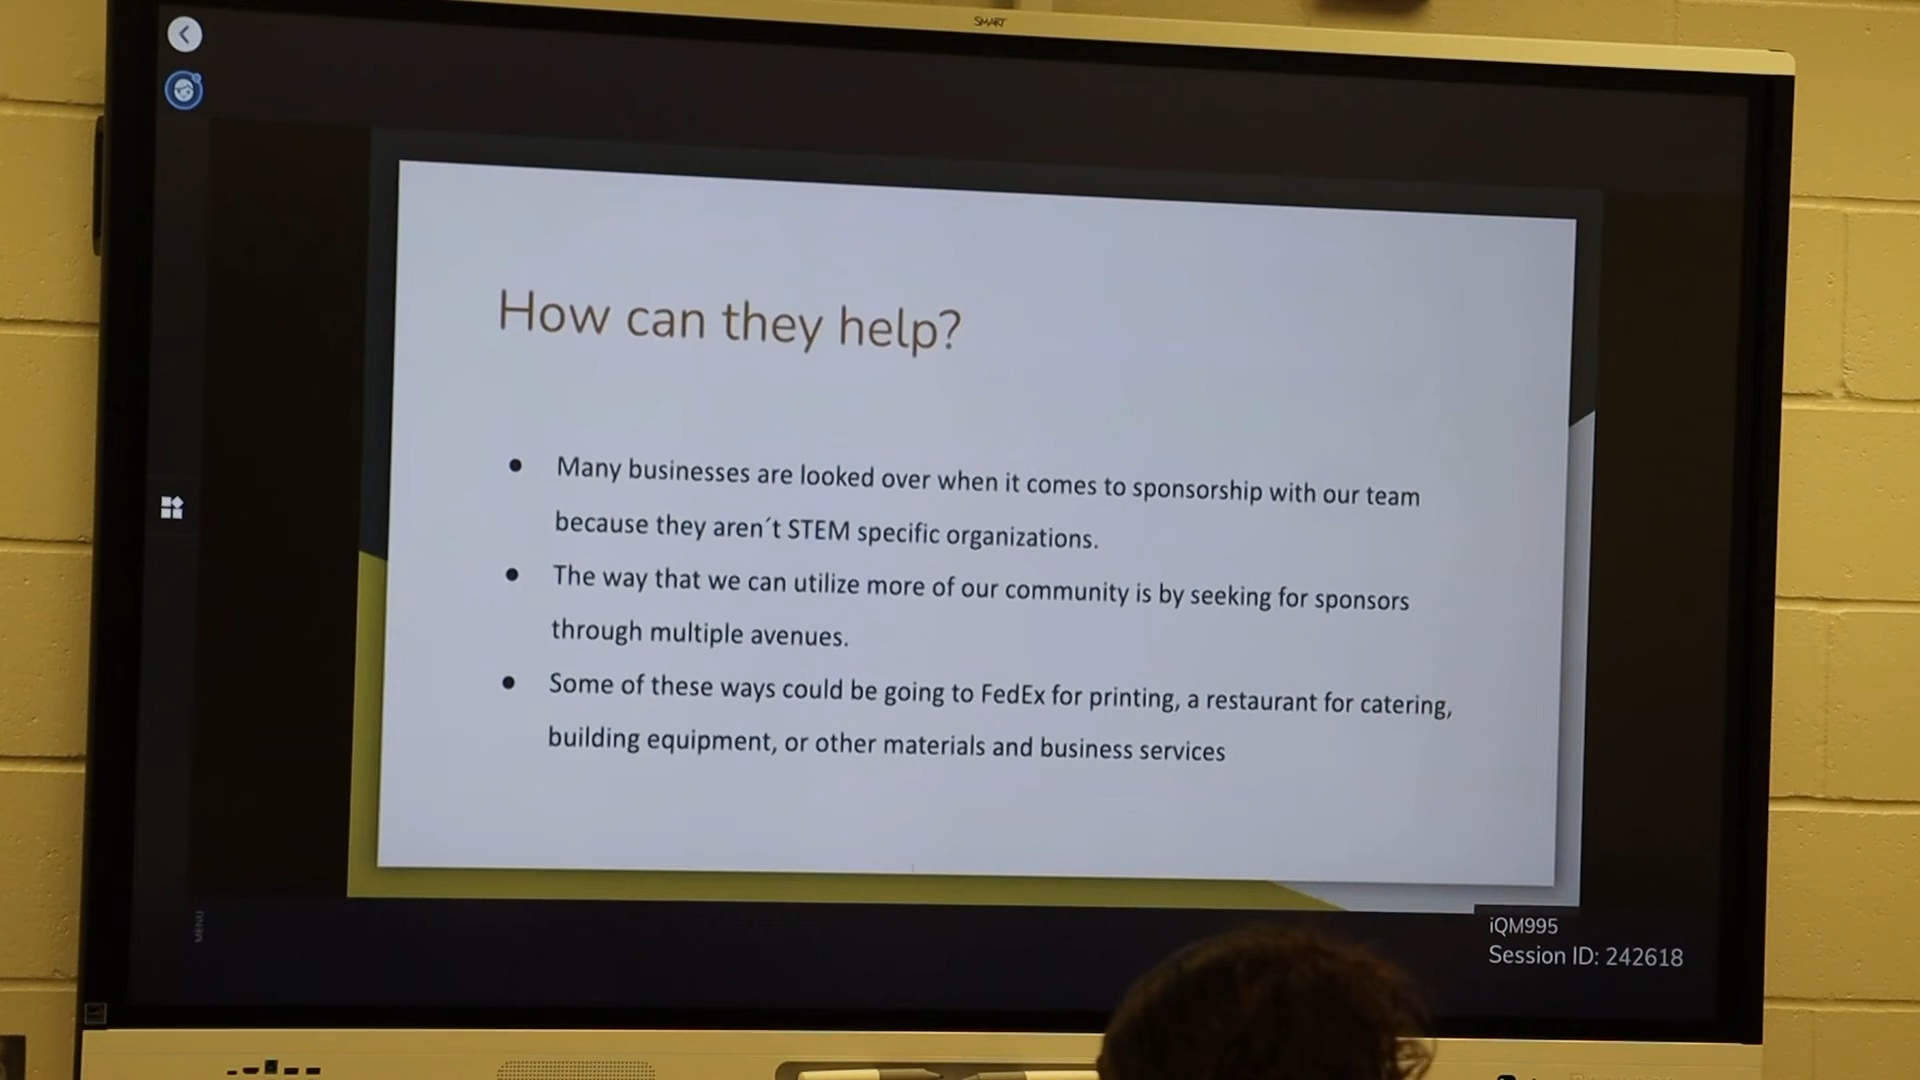 SMART
How can they help?
● Many businesses are looked over when it comes to sponsorship with our team
because they aren´t STEM specific organizations.
● The way that we can utilize more of our community is by seeking for sponsors
through multiple avenues.
● Some of these ways could be going to FedEx for printing, a restaurant for catering,
building equipment, or other materials and business services
MENU
iQM995
Session ID: 242618